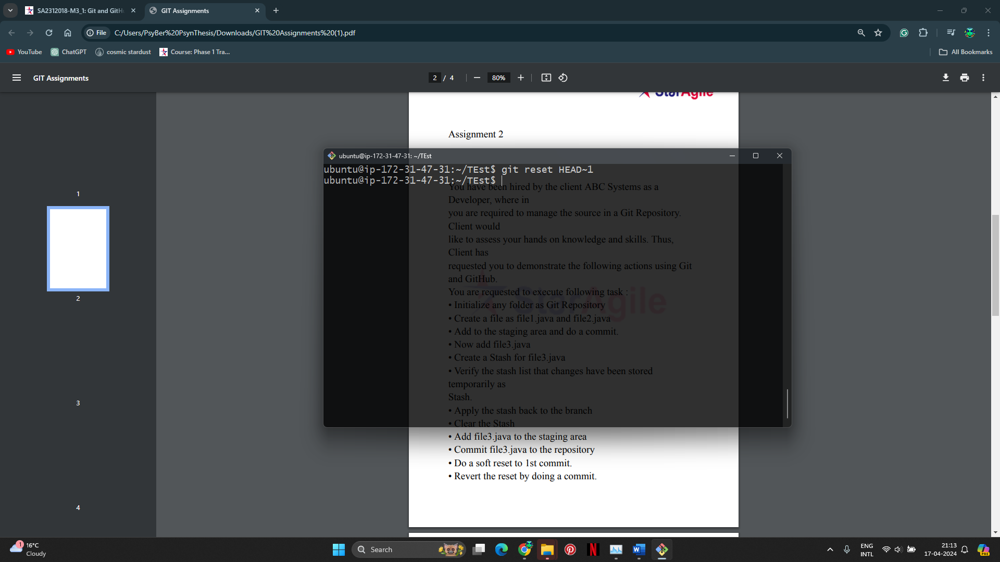 SA2312018-M3_1: Git and GitH
GIT Assignments
File
C:/Users/PsyBer%20PsynThesis/Downloads/GIT%20Assignments%20(1).pdf
YouTube
ChatGPT
cosmic stardust
Course: Phase 1 Tra...
All Bookmarks
GIT Assignments
2 / 4
80%
1
2
3
4
StarAgile
Assignment 2
ubuntu@ip-172-31-47-31: ~/TEst
ubuntu@ip-172-31-47-31:~/TEst$ git reset HEAD~1
ubuntu@ip-172-31-47-31:~/TEst$
You have been hired by the client ABC Systems as a
Developer, where in
you are required to manage the source in a Git Repository.
Client would
like to assess your hands on knowledge and skills. Thus,
Client has
requested you to demonstrate the following actions using Git
and GitHub.
You are requested to execute following task :
StarAgile
• Initialize any folder as Git Repository
• Create a file as file1.java and file2.java
• Add to the staging area and do a commit.
• Now add file3.java
• Create a Stash for file3.java
• Verify the stash list that changes have been stored
temporarily as
Stash.
• Apply the stash back to the branch
• Clear the Stash
• Add file3.java to the staging area
• Commit file3.java to the repository
• Do a soft reset to 1st commit.
• Revert the reset by doing a commit.
1
16°C
Cloudy
Search
ENG
INTL
21:13
17-04-2024
PRE